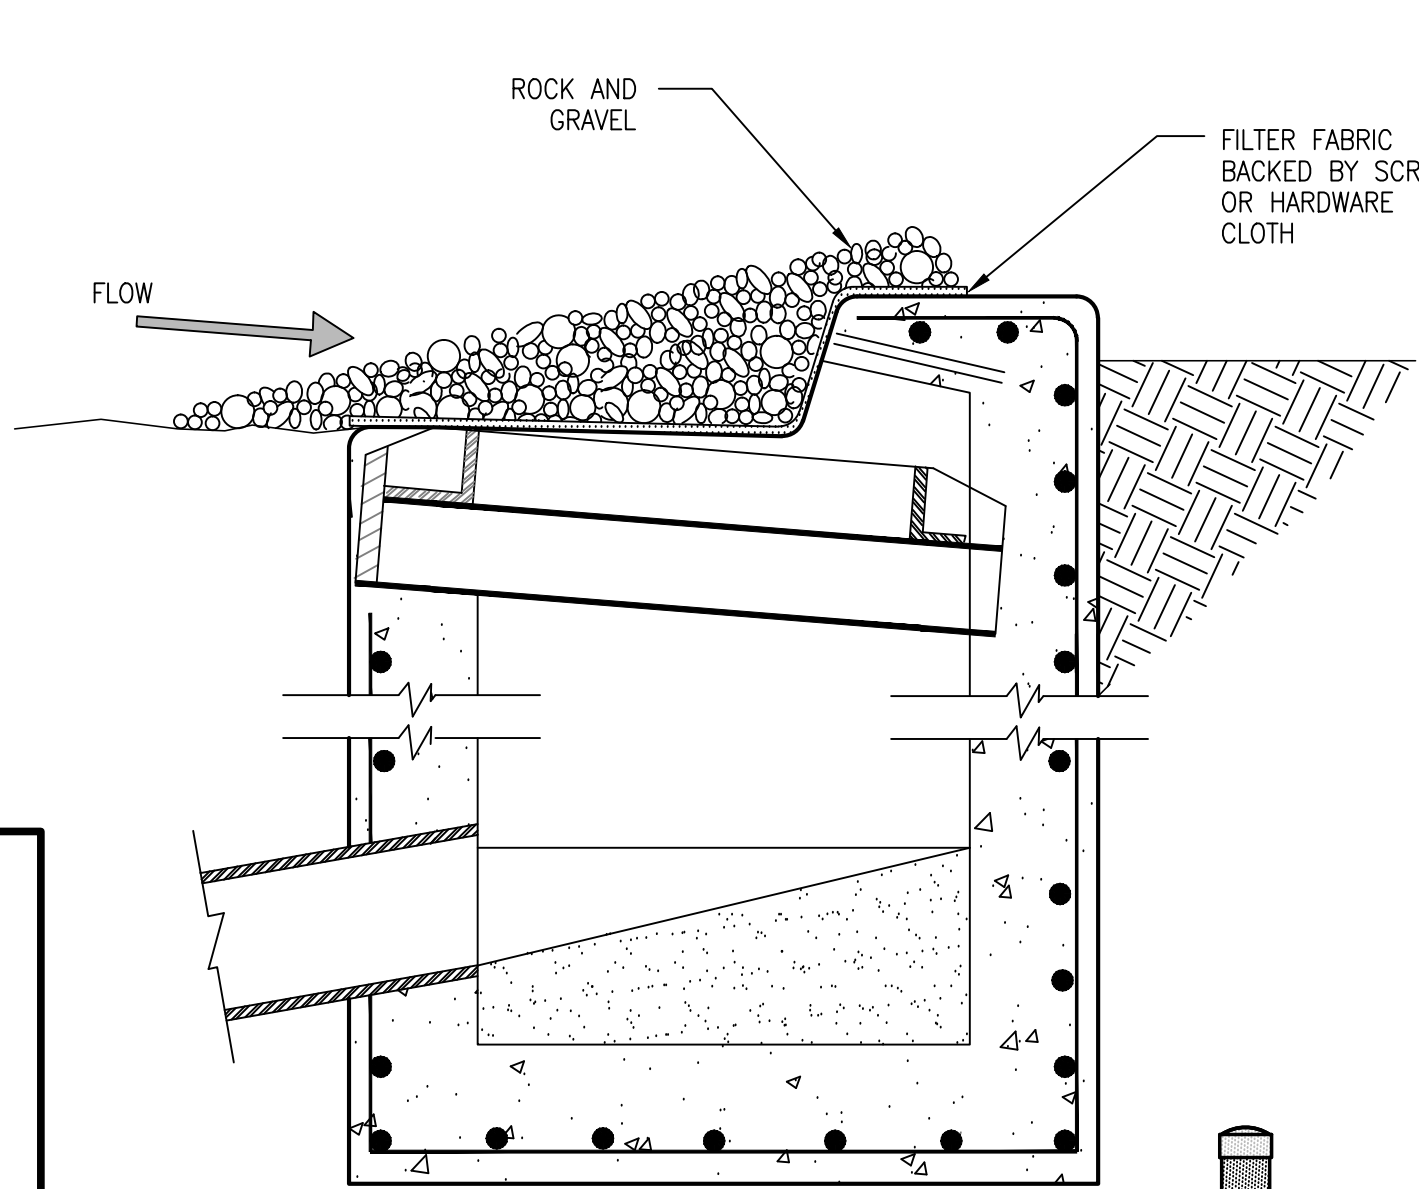 ROCK AND
GRAVEL
FILTER FABRIC
BACKED BY SCR
OR HARDWARE
CLOTH
FLOW